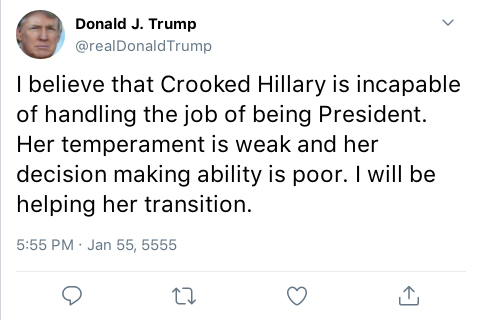 Donald J. Trump
@realDonaldTrump
I believe that Crooked Hillary is incapable
of handling the job of being President.
Her temperament is weak and her
decision making ability is poor. I will be
helping her transition.
5:55 PM · Jan 55, 5555